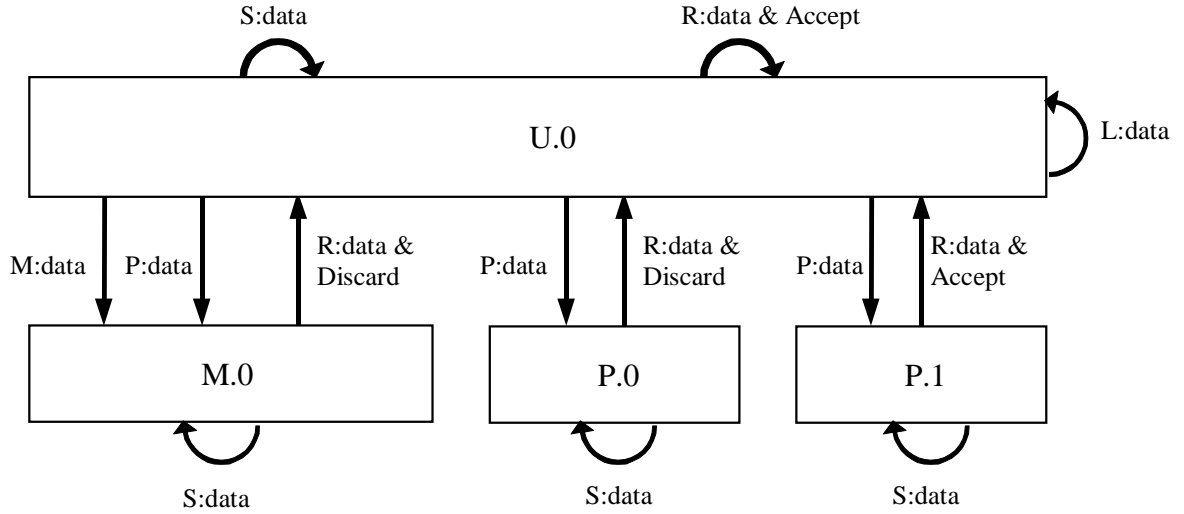 S:data
R:data & Accept
U.0
L:data
M:data
P:data
R:data &
Discard
P:data
R:data &
Discard
P:data
R:data &
Accept
M.0
P.0
P.1
S:data
S:data
S:data